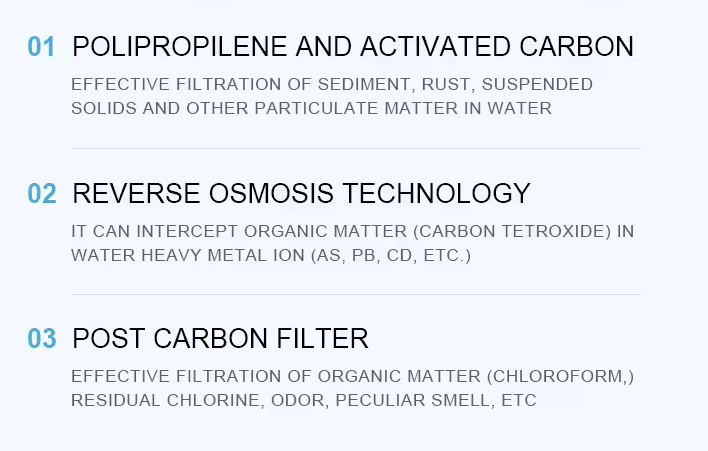 01 POLIPROPILENE AND ACTIVATED CARBON
EFFECTIVE FILTRATION OF SEDIMENT, RUST, SUSPENDED
SOLIDS AND OTHER PARTICULATE MATTER IN WATER
02 REVERSE OSMOSIS TECHNOLOGY
IT CAN INTERCEPT ORGANIC MATTER (CARBON TETROXIDE) IN
WATER HEAVY METAL ION (AS, PB, CD, ETC.)
03 POST CARBON FILTER
EFFECTIVE FILTRATION OF ORGANIC MATTER (CHLOROFORM,)
RESIDUAL CHLORINE, ODOR, PECULIAR SMELL, ETC